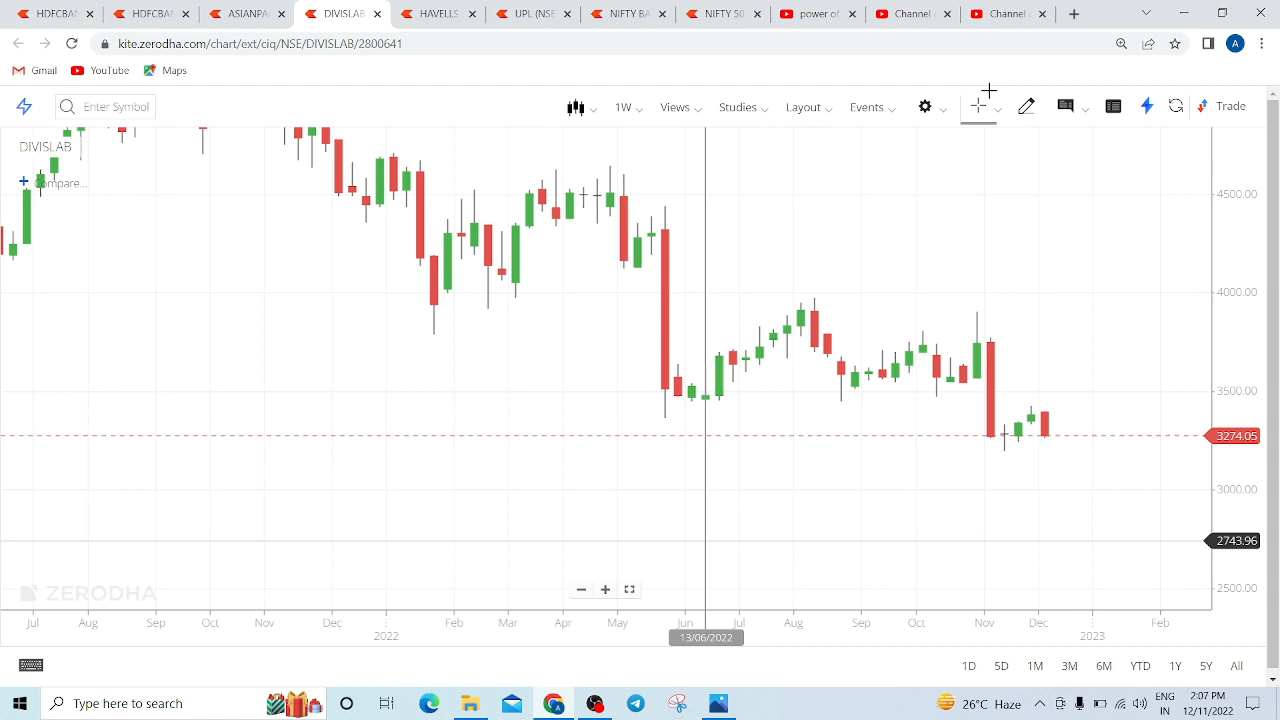 HDFCBAN
HDFCBAN
ASIANPAI
DIVISLAB
HAVELLS
UPL (NSE
NIFTY BA
NIFTY 50
power of
Channel
Channel
kite.zerodha.com/chart/ext/ciq/NSE/DIVISLAB/2800641
A
Gmail
YouTube
Maps
Enter Symbol
1W
Views
Studies
Layout
Events
Trade
DIVISLAB
Compare...
4500.00
4000.00
3500.00
3274.05
3000.00
2743.96
2500.00
ZERODHA
Jul Aug Sep Oct Nov Dec Feb Mar Apr May Jun Jul Aug Sep Oct Nov Dec Feb
2022 13/06/2022 2023
1D 5D 1M 3M 6M YTD 1Y 5Y All
Type here to search
26°C Haze
ENG
IN
2:07 PM
12/11/2022